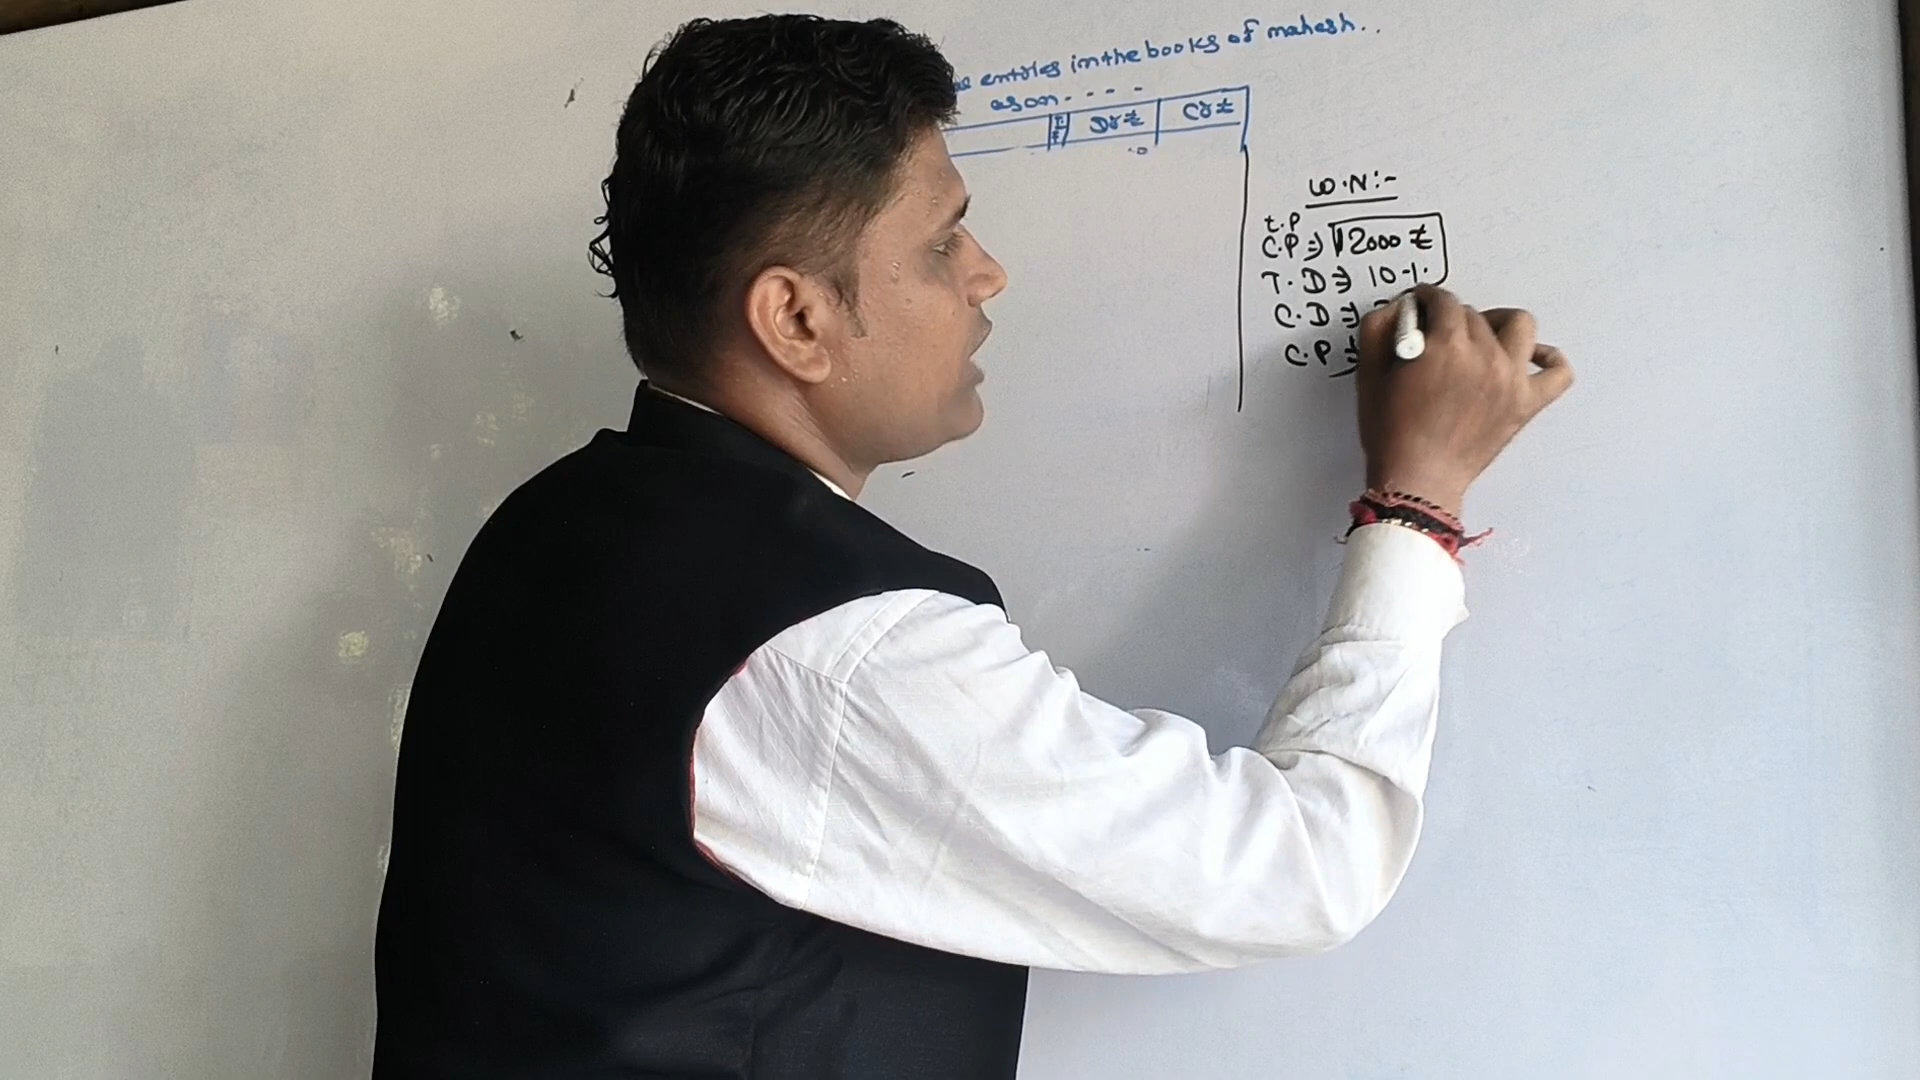 entries in the books of mahesh..
as on - - - -
Dr ₹ Cr ₹
W.N:-
t.P
C.P ⇒ 12000 ₹
T.D ⇒ 10%
C.D ⇒
C.P